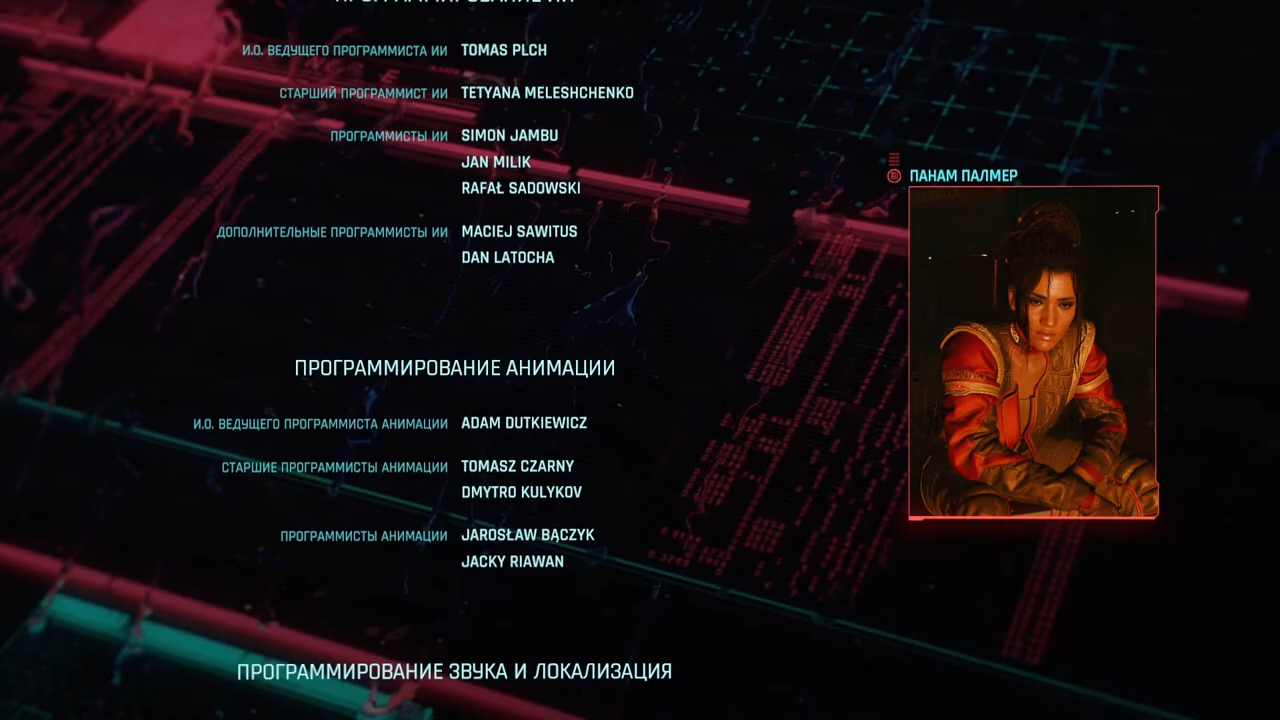 ПРОГРАММИРОВАНИЕ ИИ
И.О. ВЕДУЩЕГО ПРОГРАММИСТА ИИ TOMAS PLCH
СТАРШИЙ ПРОГРАММИСТ ИИ TETYANA MELESHCHENKO
ПРОГРАММИСТЫ ИИ SIMON JAMBU
JAN MILIK
RAFAŁ SADOWSKI
ДОПОЛНИТЕЛЬНЫЕ ПРОГРАММИСТЫ ИИ MACIEJ SAWITUS
DAN LATOCHA
ПРОГРАММИРОВАНИЕ АНИМАЦИИ
И.О. ВЕДУЩЕГО ПРОГРАММИСТА АНИМАЦИИ ADAM DUTKIEWICZ
СТАРШИЕ ПРОГРАММИСТЫ АНИМАЦИИ TOMASZ CZARNY
DMYTRO KULYKOV
ПРОГРАММИСТЫ АНИМАЦИИ JAROSŁAW BĄCZYK
JACKY RIAWAN
ПРОГРАММИРОВАНИЕ ЗВУКА И ЛОКАЛИЗАЦИЯ
ПАНАМ ПАЛМЕР